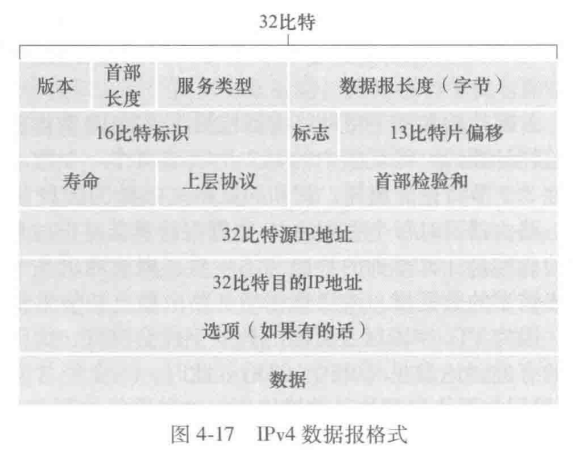 32比特
版本 首部长度 服务类型 数据报长度（字节）
16比特标识 标志 13比特片偏移
寿命 上层协议 首部检验和
32比特源IP地址
32比特目的IP地址
选项（如果有的话）
数据
图 4-17 IPv4 数据报格式